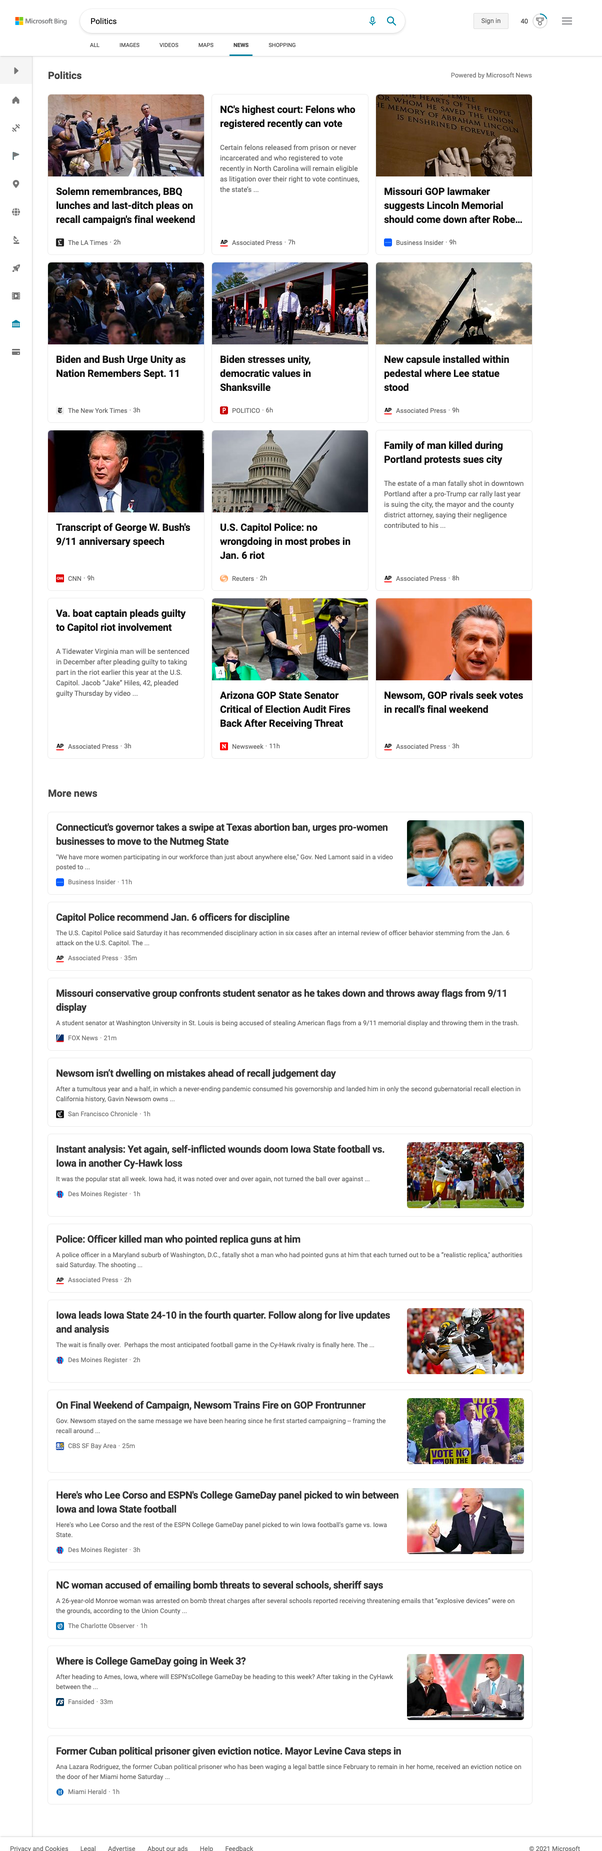 Microsoft Bing
Politics
Sign in
40
ALL
IMAGES
VIDEOS
MAPS
NEWS
SHOPPING
Politics
Powered by Microsoft News
Solemn remembrances, BBQ
lunches and last-ditch pleas on
recall campaign's final weekend
The LA Times · 2h
NC's highest court: Felons who
registered recently can vote
Certain felons released from prison or never
incarcerated and who registered to vote
recently in North Carolina will remain eligible
as litigation over their right to vote continues,
the state's ...
AP Associated Press · 7h
HEARTS OF THE PEOPLE
FOR WHOM HE SAVED THE UNION
THE MEMORY OF ABRAHAM LINCOLN
IS ENSHRINED FOREVER
Missouri GOP lawmaker
suggests Lincoln Memorial
should come down after Robe...
Business Insider · 9h
Biden and Bush Urge Unity as
Nation Remembers Sept. 11
The New York Times · 3h
Biden stresses unity,
democratic values in
Shanksville
POLITICO · 6h
New capsule installed within
pedestal where Lee statue
stood
AP Associated Press · 9h
Transcript of George W. Bush's
9/11 anniversary speech
CNN · 9h
U.S. Capitol Police: no
wrongdoing in most probes in
Jan. 6 riot
Reuters · 2h
Family of man killed during
Portland protests sues city
The estate of a man fatally shot in downtown
Portland after a pro-Trump car rally last year
is suing the city, the mayor and the county
district attorney, saying their negligence
contributed to his ...
AP Associated Press · 8h
Va. boat captain pleads guilty
to Capitol riot involvement
A Tidewater Virginia man will be sentenced
in December after pleading guilty to taking
part in the riot earlier this year at the U.S.
Capitol. Jacob "Jake" Hiles, 42, pleaded
guilty Thursday by video ...
AP Associated Press · 3h
4
Arizona GOP State Senator
Critical of Election Audit Fires
Back After Receiving Threat
Newsweek · 11h
Newsom, GOP rivals seek votes
in recall's final weekend
AP Associated Press · 3h
More news
Connecticut's governor takes a swipe at Texas abortion ban, urges pro-women
businesses to move to the Nutmeg State
"We have more women participating in our workforce than just about anywhere else," Gov. Ned Lamont said in a video
posted to ...
Business Insider · 11h
Capitol Police recommend Jan. 6 officers for discipline
The U.S. Capitol Police said Saturday it has recommended disciplinary action in six cases after an internal review of officer behavior stemming from the Jan. 6
attack on the U.S. Capitol. The ...
AP Associated Press · 35m
Missouri conservative group confronts student senator as he takes down and throws away flags from 9/11
display
A student senator at Washington University in St. Louis is being accused of stealing American flags from a 9/11 memorial display and throwing them in the trash.
FOX News · 21m
Newsom isn't dwelling on mistakes ahead of recall judgement day
After a tumultuous year and a half, in which a never-ending pandemic consumed his governorship and landed him in only the second gubernatorial recall election in
California history, Gavin Newsom owns ...
San Francisco Chronicle · 1h
Instant analysis: Yet again, self-inflicted wounds doom Iowa State football vs.
Iowa in another Cy-Hawk loss
It was the popular stat all week. Iowa had, it was noted over and over again, not turned the ball over against ...
Des Moines Register · 1h
Police: Officer killed man who pointed replica guns at him
A police officer in a Maryland suburb of Washington, D.C., fatally shot a man who had pointed guns at him that each turned out to be a "realistic replica," authorities
said Saturday. The shooting ...
AP Associated Press · 2h
Iowa leads Iowa State 24-10 in the fourth quarter. Follow along for live updates
and analysis
The wait is finally over. Perhaps the most anticipated football game in the Cy-Hawk rivalry is finally here. The ...
Des Moines Register · 2h
On Final Weekend of Campaign, Newsom Trains Fire on GOP Frontrunner
Gov. Newsom stayed on the same message we have been hearing since he first started campaigning -- framing the
recall around ...
CBS SF Bay Area · 25m
VOTE
NO
VOTE NO
ON THE
Here's who Lee Corso and ESPN's College GameDay panel picked to win between
Iowa and Iowa State football
Here's who Lee Corso and the rest of the ESPN College GameDay panel picked to win Iowa football's game vs. Iowa
State.
Des Moines Register · 3h
NC woman accused of emailing bomb threats to several schools, sheriff says
A 26-year-old Monroe woman was arrested on bomb threat charges after several schools reported receiving threatening emails that "explosive devices" were on
the grounds, according to the Union County ...
The Charlotte Observer · 1h
Where is College GameDay going in Week 3?
After heading to Ames, Iowa, where will ESPN'sCollege GameDay be heading to this week? After taking in the CyHawk
between the ...
Fansided · 33m
Former Cuban political prisoner given eviction notice. Mayor Levine Cava steps in
Ana Lazara Rodriguez, the former Cuban political prisoner who has been waging a legal battle since February to remain in her home, received an eviction notice on
the door of her Miami home Saturday ...
Miami Herald · 1h
Privacy and Cookies
Legal
Advertise
About our ads
Help
Feedback
© 2021 Microsoft